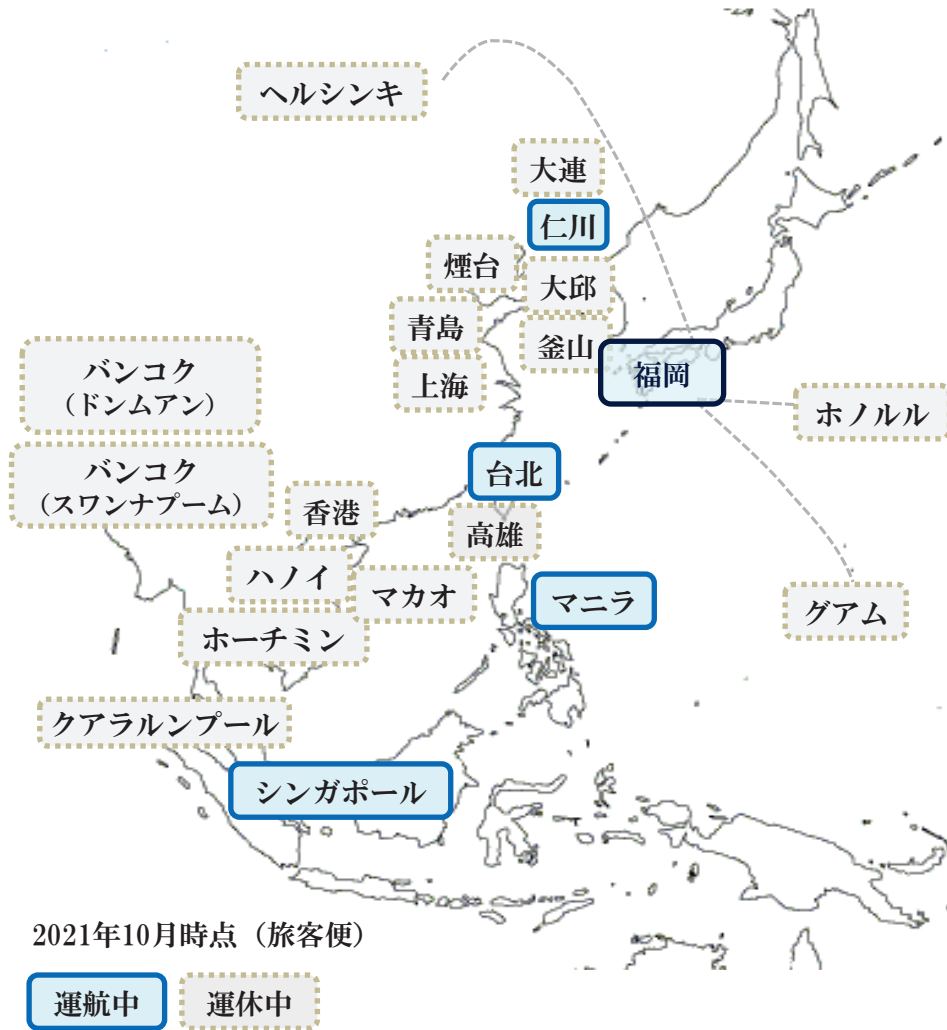 ヘルシンキ
大連
仁川
煙台
大邱
青島
釜山
上海
福岡
バンコク
（ドンムアン）
ホノルル
バンコク
（スワンナプーム）
台北
香港
高雄
ハノイ
マカオ
マニラ
グアム
ホーチミン
クアラルンプール
シンガポール
2021年10月時点（旅客便）
運航中
運休中